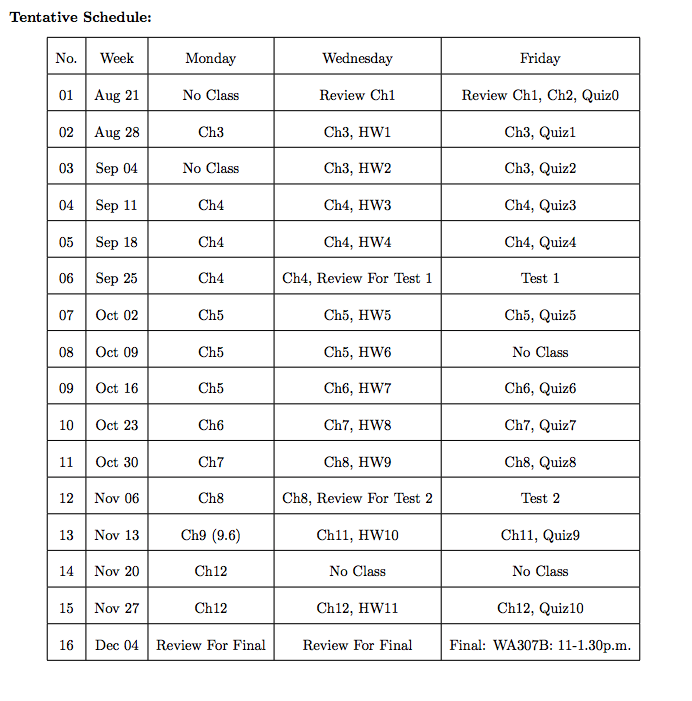 Tentative Schedule:
No. Week Monday Wednesday Friday
01 Aug 21 No Class Review Ch1 Review Ch1, Ch2, Quiz0
02 Aug 28 Ch3 Ch3, HW1 Ch3, Quiz1
03 Sep 04 No Class Ch3, HW2 Ch3, Quiz2
04 Sep 11 Ch4 Ch4, HW3 Ch4, Quiz3
05 Sep 18 Ch4 Ch4, HW4 Ch4, Quiz4
06 Sep 25 Ch4 Ch4, Review For Test 1 Test 1
07 Oct 02 Ch5 Ch5, HW5 Ch5, Quiz5
08 Oct 09 Ch5 Ch5, HW6 No Class
09 Oct 16 Ch5 Ch6, HW7 Ch6, Quiz6
10 Oct 23 Ch6 Ch7, HW8 Ch7, Quiz7
11 Oct 30 Ch7 Ch8, HW9 Ch8, Quiz8
12 Nov 06 Ch8 Ch8, Review For Test 2 Test 2
13 Nov 13 Ch9 (9.6) Ch11, HW10 Ch11, Quiz9
14 Nov 20 Ch12 No Class No Class
15 Nov 27 Ch12 Ch12, HW11 Ch12, Quiz10
16 Dec 04 Review For Final Review For Final Final: WA307B: 11-1.30p.m.